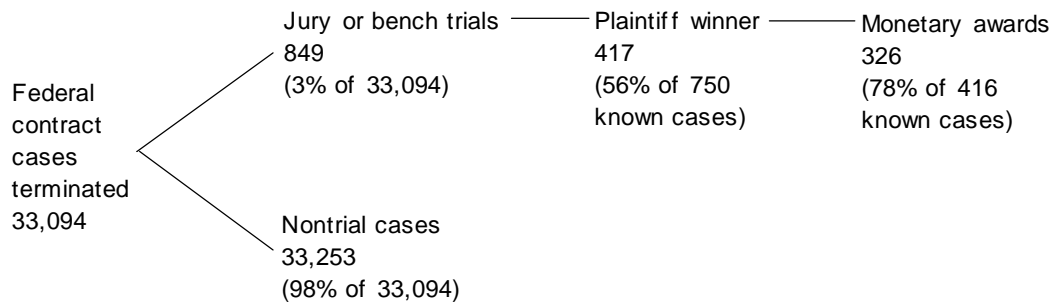 Federal
contract
cases
terminated
33,094
Jury or bench trials
849
(3% of 33,094)
Plaintiff winner
417
(56% of 750
known cases)
Monetary awards
326
(78% of 416
known cases)
Nontrial cases
33,253
(98% of 33,094)